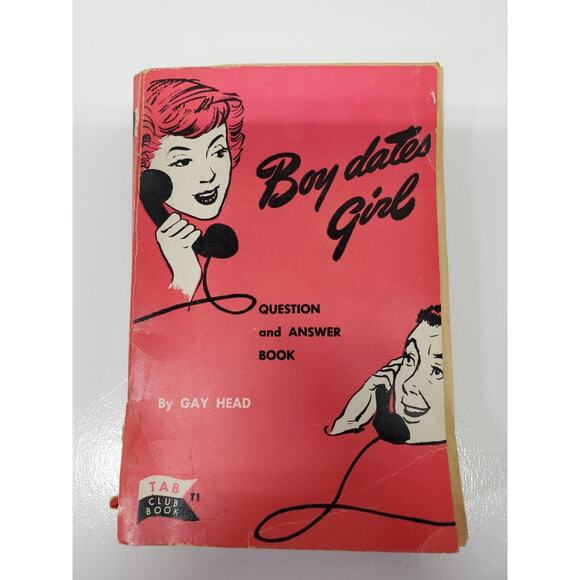 Boy dates
Girl
QUESTION
and ANSWER
BOOK
By GAY HEAD
TAB
CLUB
BOOK
T1